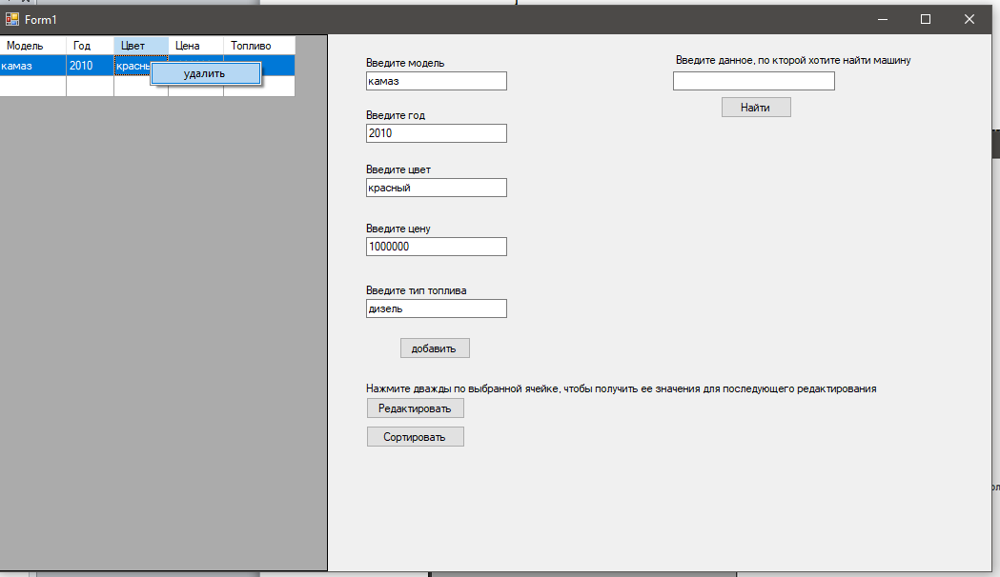 Form1
Модель Год Цвет Цена Топливо
камаз 2010
удалить
Введите модель
камаз
Введите год
2010
Введите цвет
красный
Введите цену
1000000
Введите тип топлива
дизель
добавить
Нажмите дважды по выбранной ячейке, чтобы получить ее значения для последующего редактирования
Редактировать
Сортировать
Введите данное, по кторой хотите найти машину
Найти